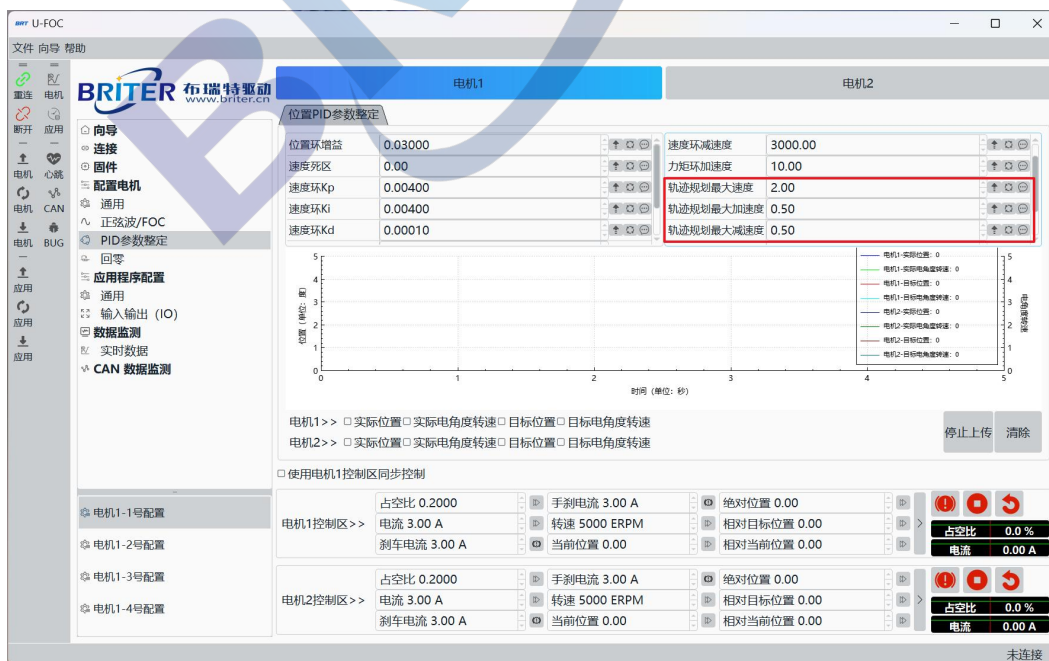 BRT U-FOC
文件 向导 帮助
重连 电机
断开 应用
电机 心跳
电机 CAN
电机 BUG
应用
应用
应用
BRITER 布瑞特驱动
www.briter.cn
向导
连接
固件
配置电机
通用
正弦波/FOC
PID参数整定
回零
应用程序配置
通用
输入输出（IO）
数据监测
实时数据
CAN 数据监测
电机1-1号配置
电机1-2号配置
电机1-3号配置
电机1-4号配置
电机1 电机2
位置PID参数整定
位置环增益 0.03000 速度环减速度 3000.00
速度死区 0.00 力矩环加速度 10.00
速度环Kp 0.00400 轨迹规划最大速度 2.00
速度环Ki 0.00400 轨迹规划最大加速度 0.50
速度环Kd 0.00010 轨迹规划最大减速度 0.50
位置（单位：度）
5
4
3
2
1
0
0 1 2 3 4 5
时间（单位：秒）
电机1-实际位置：0
电机1-实际电角度转速：0
电机1-目标位置：0
电机1-目标电角度转速：0
电机2-实际位置：0
电机2-实际电角度转速：0
电机2-目标位置：0
电机2-目标电角度转速：0
5
4
3
2
1
0
电角度转速
电机1>> 实际位置 实际电角度转速 目标位置 目标电角度转速
电机2>> 实际位置 实际电角度转速 目标位置 目标电角度转速
停止上传 清除
使用电机1控制区同步控制
占空比 0.2000 手刹电流 3.00 A 绝对位置 0.00
电机1控制区>> 电流 3.00 A 转速 5000 ERPM 相对目标位置 0.00 >
刹车电流 3.00 A 当前位置 0.00 相对当前位置 0.00
占空比 0.0 %
电流 0.00 A
占空比 0.2000 手刹电流 3.00 A 绝对位置 0.00
电机2控制区>> 电流 3.00 A 转速 5000 ERPM 相对目标位置 0.00 >
刹车电流 3.00 A 当前位置 0.00 相对当前位置 0.00
占空比 0.0 %
电流 0.00 A
未连接